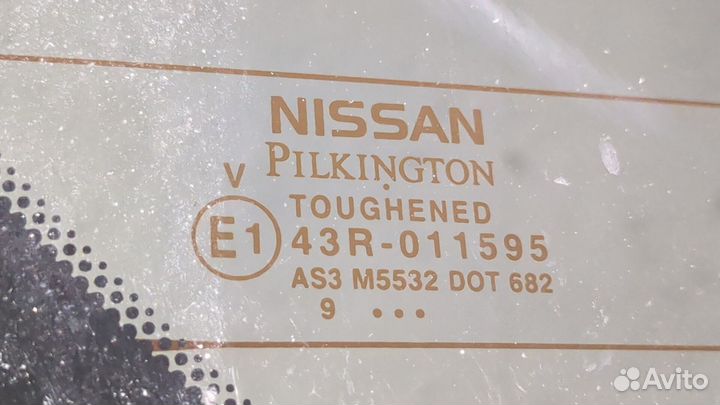 NISSAN
PILKINGTON
V
TOUGHENED
E1 43R-011595
AS3 M5532 DOT 682
9 •••
Avito